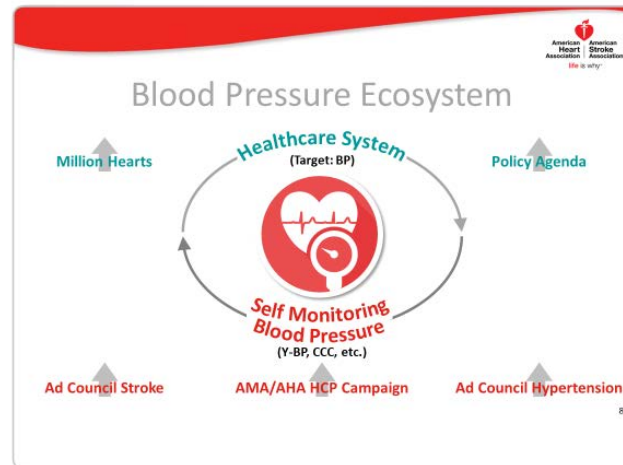 American Heart Association
American Stroke Association
life is why™
Blood Pressure Ecosystem
Healthcare System
(Target: BP)
Million Hearts
Policy Agenda
Self Monitoring
Blood Pressure
(Y-BP, CCC, etc.)
Ad Council Stroke
AMA/AHA HCP Campaign
Ad Council Hypertension
8